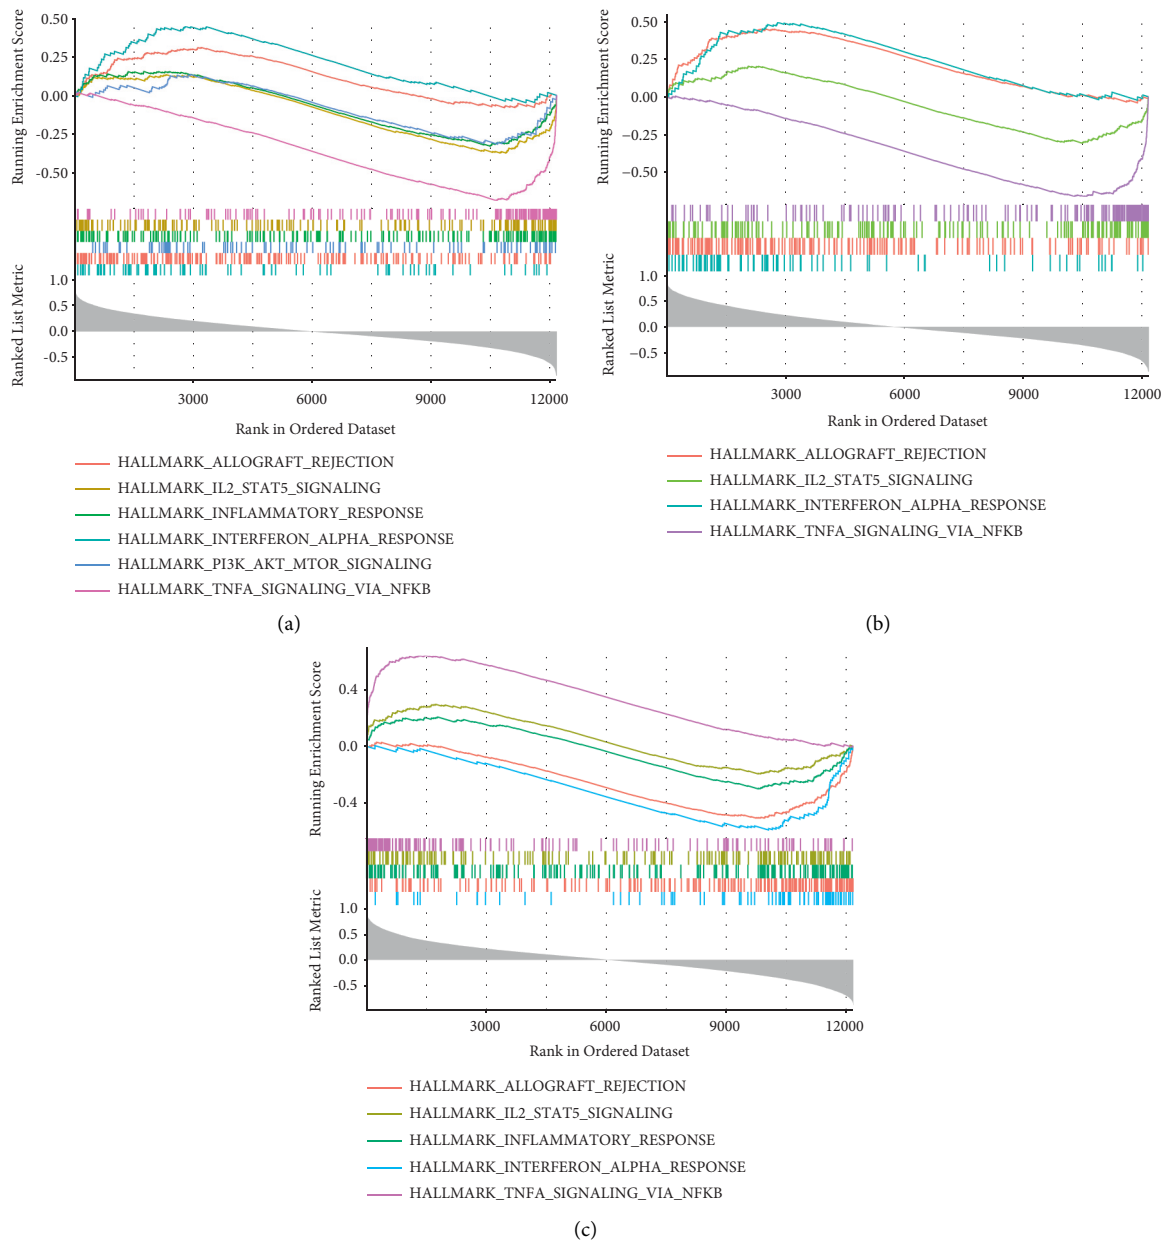 0.50
0.25
0.00
-0.25
-0.50
Running Enrichment Score
1.0
0.5
0.0
-0.5
Ranked List Metric
3000 6000 9000 12000
Rank in Ordered Dataset
HALLMARK_ALLOGRAFT_REJECTION
HALLMARK_IL2_STAT5_SIGNALING
HALLMARK_INFLAMMATORY_RESPONSE
HALLMARK_INTERFERON_ALPHA_RESPONSE
HALLMARK_PI3K_AKT_MTOR_SIGNALING
HALLMARK_TNFA_SIGNALING_VIA_NFKB
(a)
0.50
0.25
0.00
−0.25
−0.50
Running Enrichment Score
1.0
0.5
0.0
−0.5
Ranked List Metric
3000 6000 9000 12000
Rank in Ordered Dataset
HALLMARK_ALLOGRAFT_REJECTION
HALLMARK_IL2_STAT5_SIGNALING
HALLMARK_INTERFERON_ALPHA_RESPONSE
HALLMARK_TNFA_SIGNALING_VIA_NFKB
(b)
0.4
0.0
-0.4
Running Enrichment Score
1.0
0.5
0.0
-0.5
Ranked List Metric
3000 6000 9000 12000
Rank in Ordered Dataset
HALLMARK_ALLOGRAFT_REJECTION
HALLMARK_IL2_STAT5_SIGNALING
HALLMARK_INFLAMMATORY_RESPONSE
HALLMARK_INTERFERON_ALPHA_RESPONSE
HALLMARK_TNFA_SIGNALING_VIA_NFKB
(c)